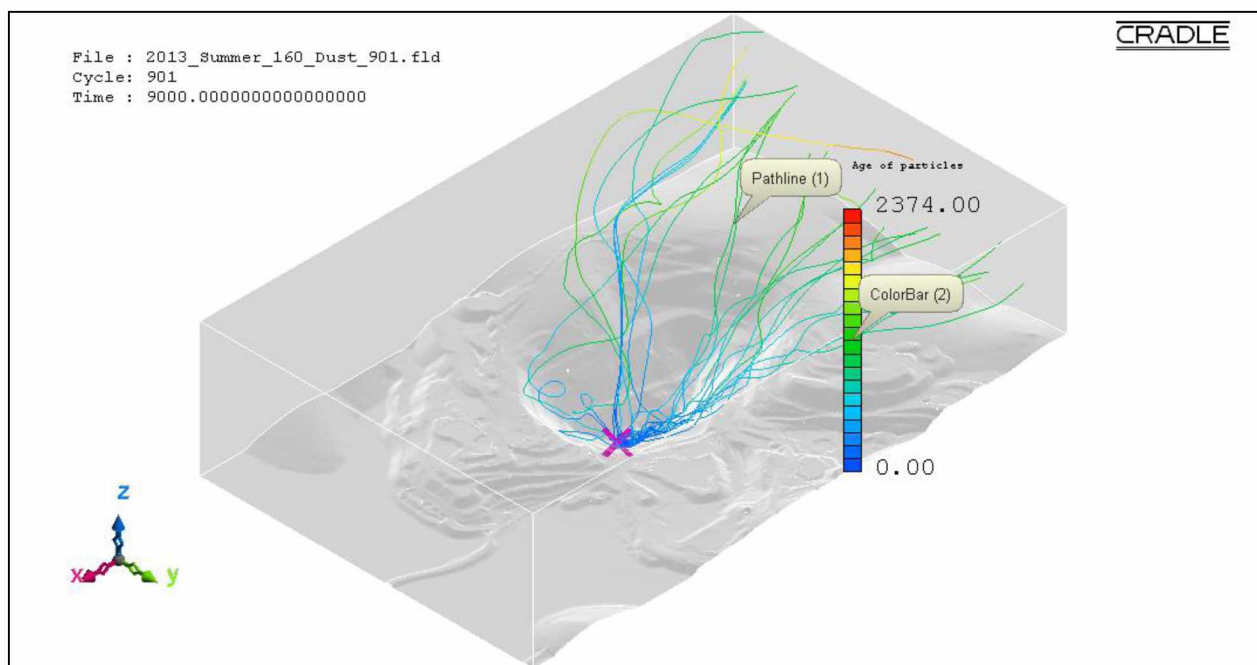 File : 2013_Summer_160_Dust_901.fld
Cycle: 901
Time : 9000.0000000000000000
CRADLE
Age of particles
Pathline (1)
2374.00
ColorBar (2)
0.00
z
x
y